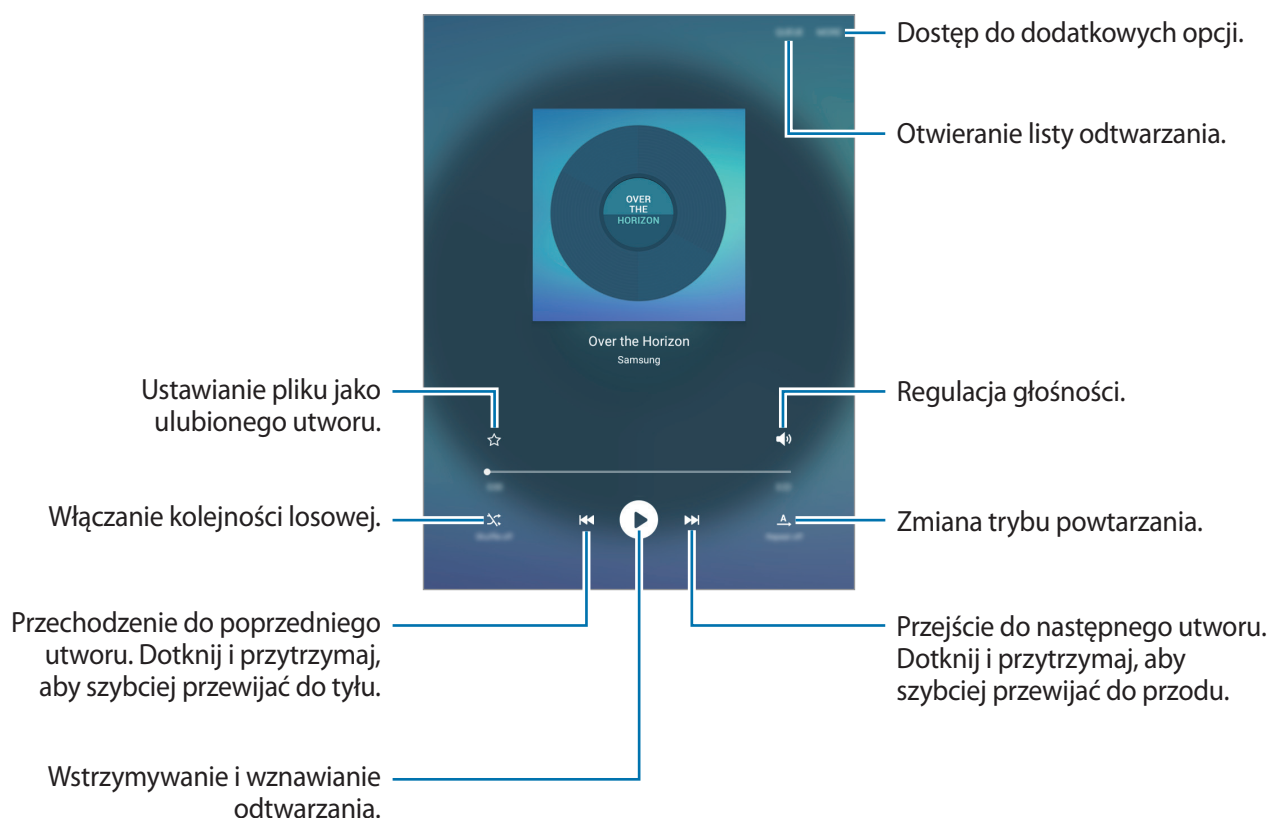 Dostęp do dodatkowych opcji.
Otwieranie listy odtwarzania.
OVER
THE
HORIZON
Over the Horizon
Samsung
Ustawianie pliku jako
ulubionego utworu.
Regulacja głośności.
Włączanie kolejności losowej.
A
Zmiana trybu powtarzania.
Przechodzenie do poprzedniego
utworu. Dotknij i przytrzymaj,
aby szybciej przewijać do tyłu.
Przejście do następnego utworu.
Dotknij i przytrzymaj, aby
szybciej przewijać do przodu.
Wstrzymywanie i wznawianie
odtwarzania.